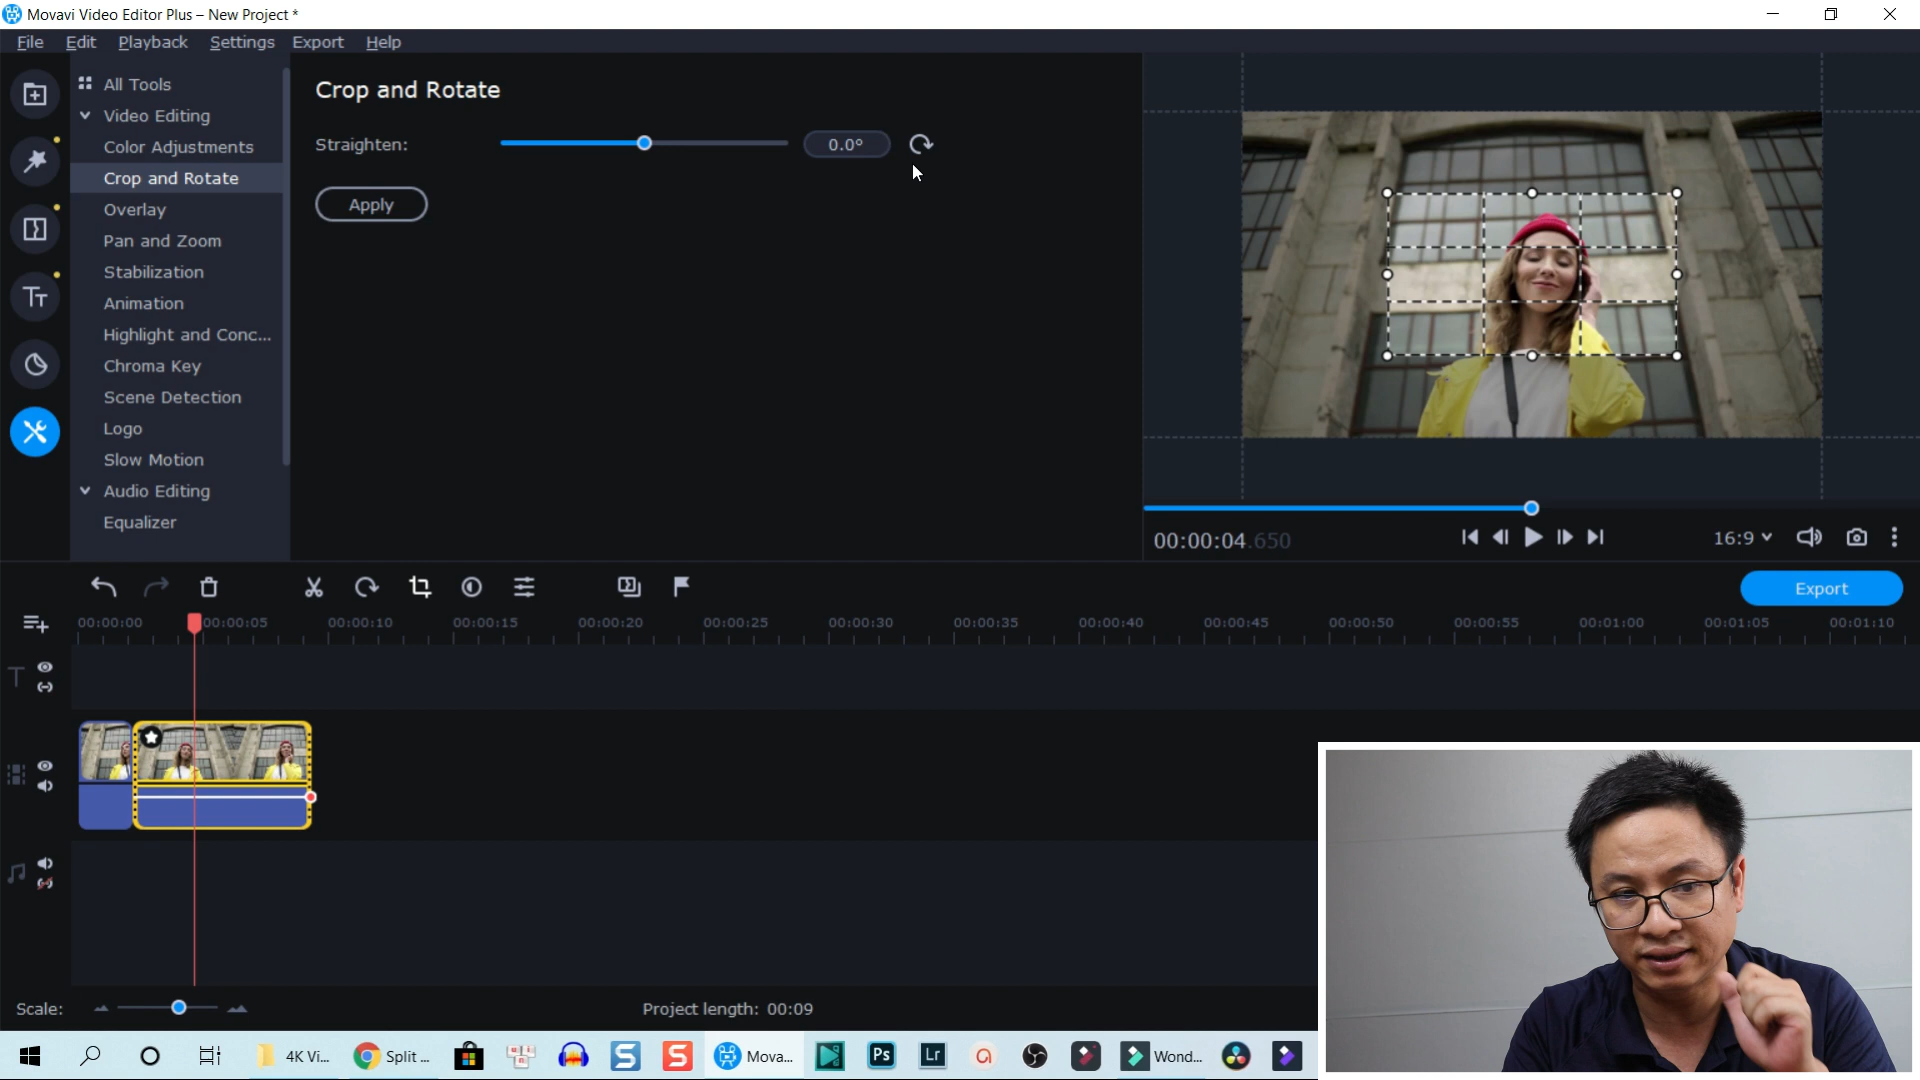 Movavi Video Editor Plus – New Project *
File Edit Playback Settings Export Help
All Tools
Video Editing
Color Adjustments
Crop and Rotate
Overlay
Pan and Zoom
Stabilization
Animation
Highlight and Conc...
Chroma Key
Scene Detection
Logo
Slow Motion
Audio Editing
Equalizer
Crop and Rotate
Straighten:
0.0°
Apply
00:00:04.650
16:9
Export
00:00:00 00:00:05 00:00:10 00:00:15 00:00:20 00:00:25 00:00:30 00:00:35 00:00:40 00:00:45 00:00:50 00:00:55 00:01:00 00:01:05 00:01:10
Scale:
Project length: 00:09
4K Vi...
Split ...
Mova...
Ps
Lr
Wond...